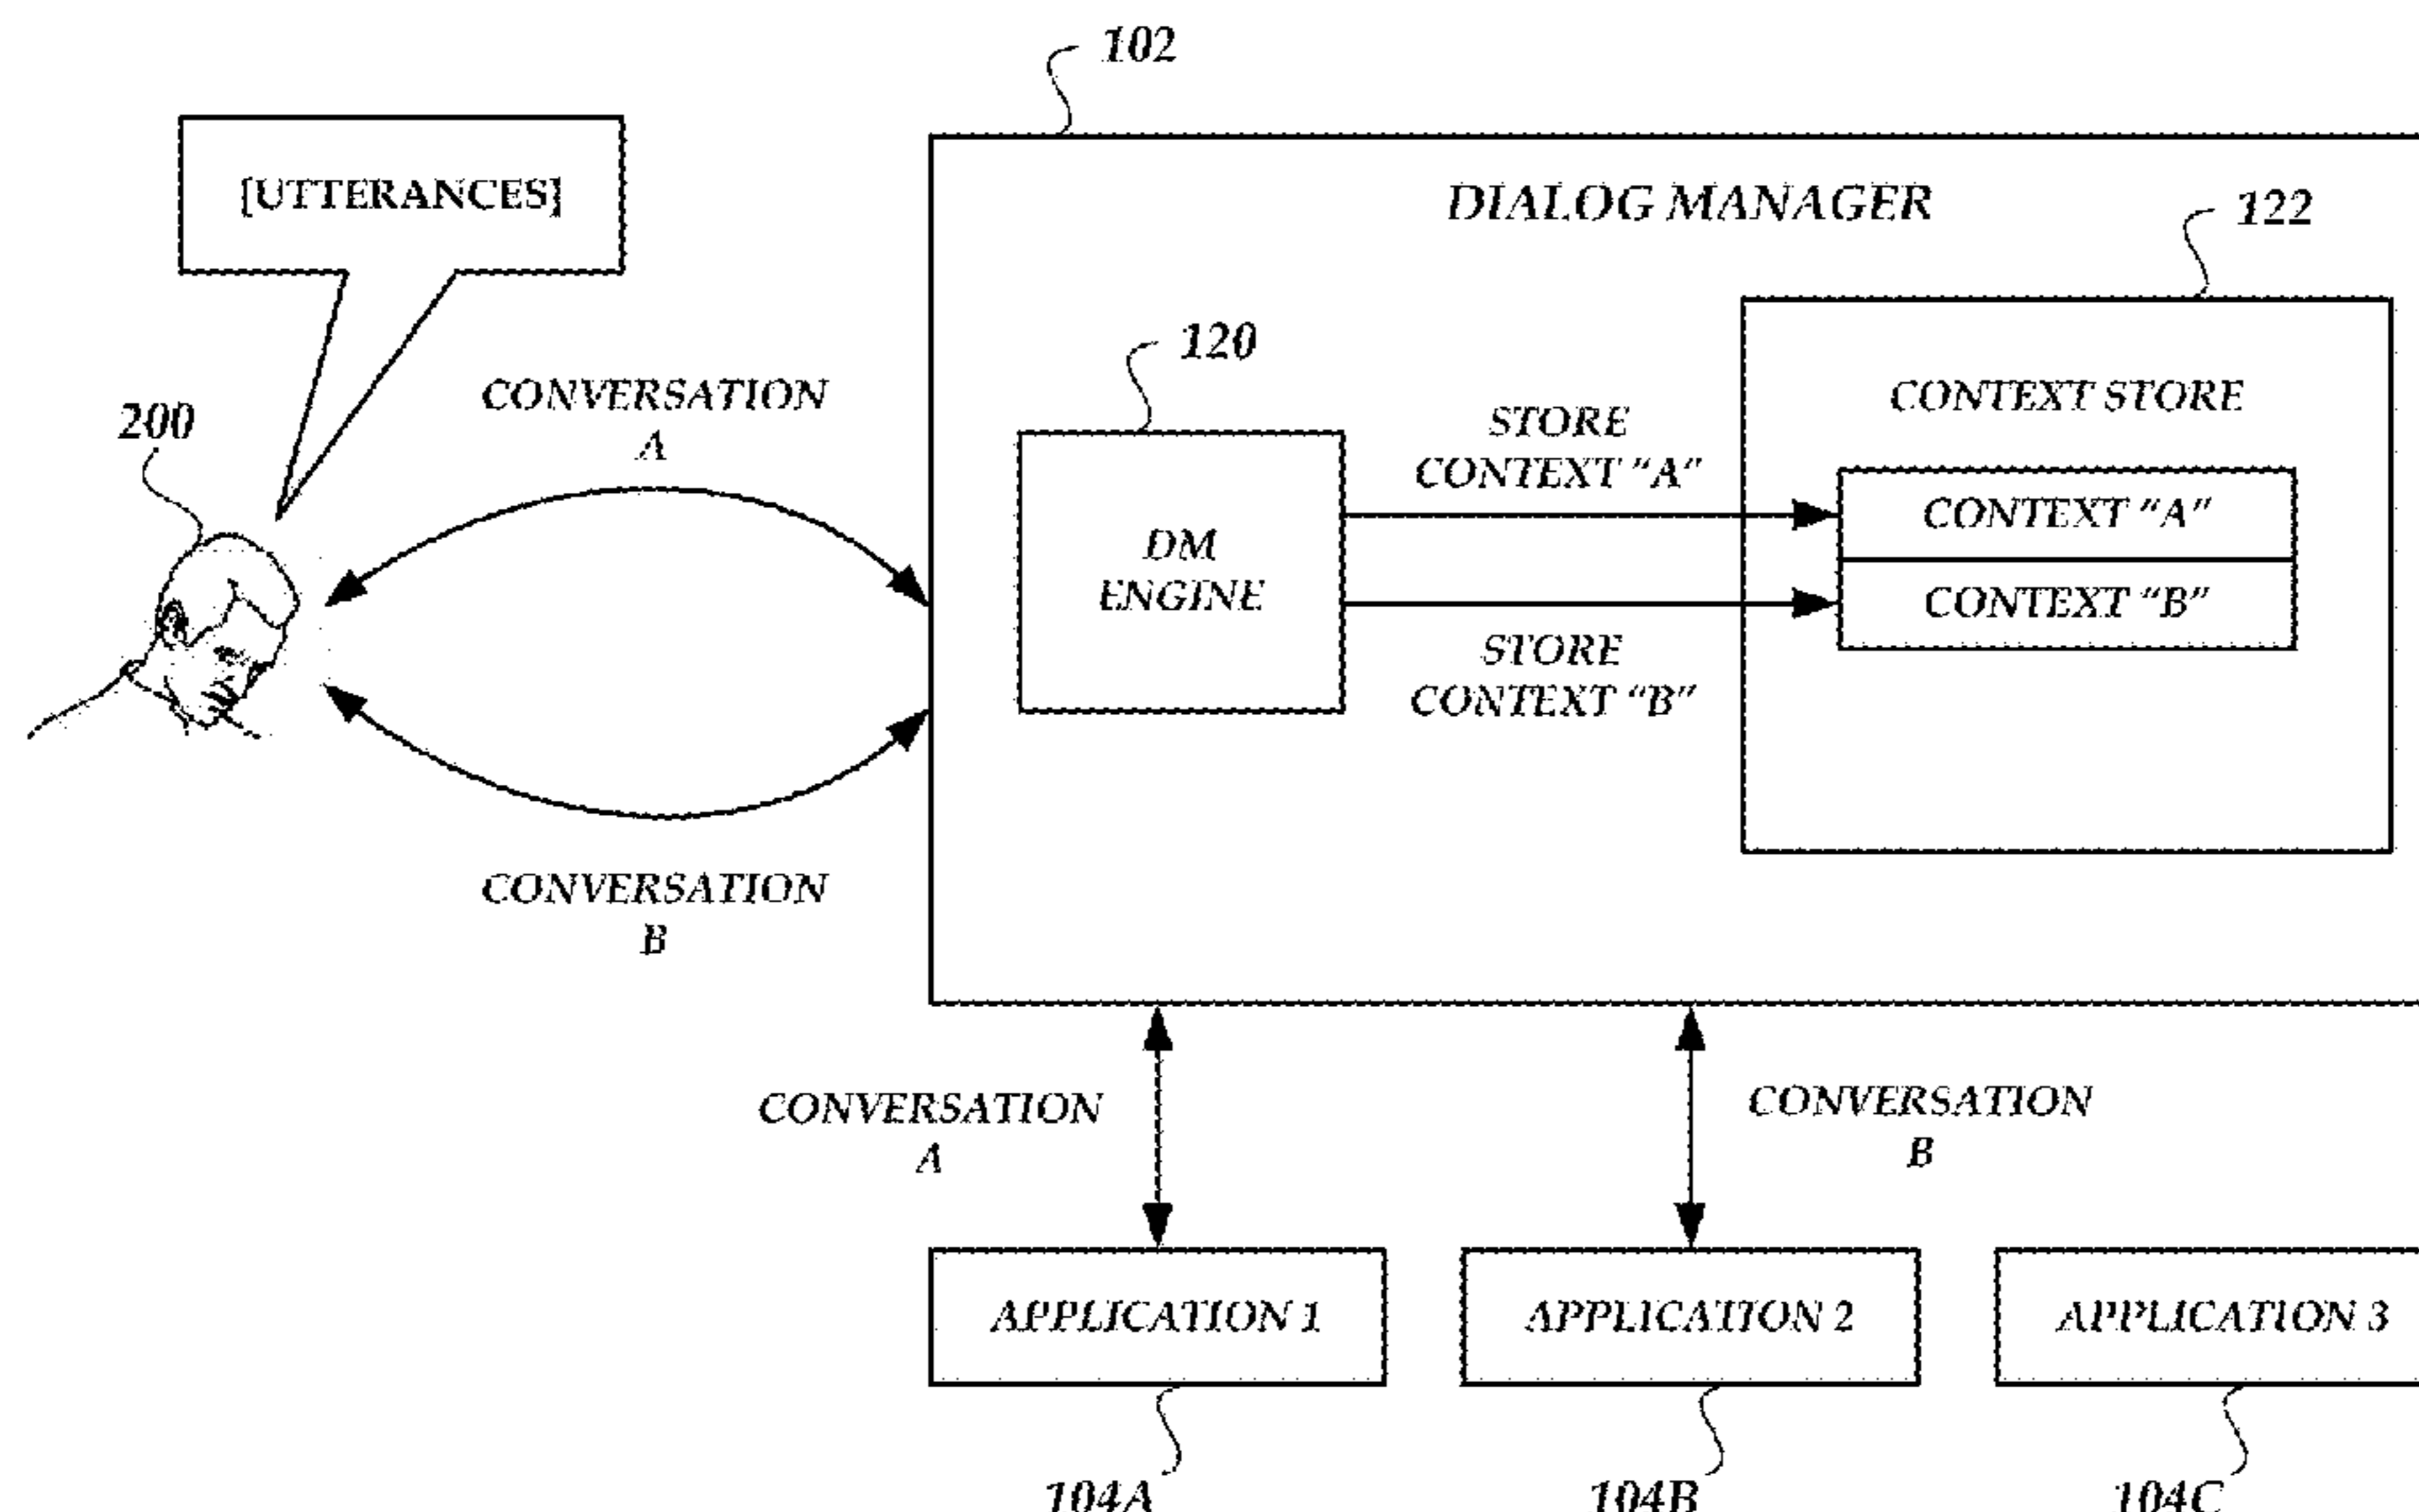 102
[UTTERANCES]
DIALOG MANAGER
122
120
CONVERSATION
A
200
CONTEXT STORE
STORE
CONTEXT "A"
CONTEXT "A"
DM
ENGINE
CONTEXT "B"
STORE
CONTEXT "B"
CONVERSATION
B
CONVERSATION
A
CONVERSATION
B
APPLICATION 1
APPLICATION 2
APPLICATION 3
104A
104B
104C